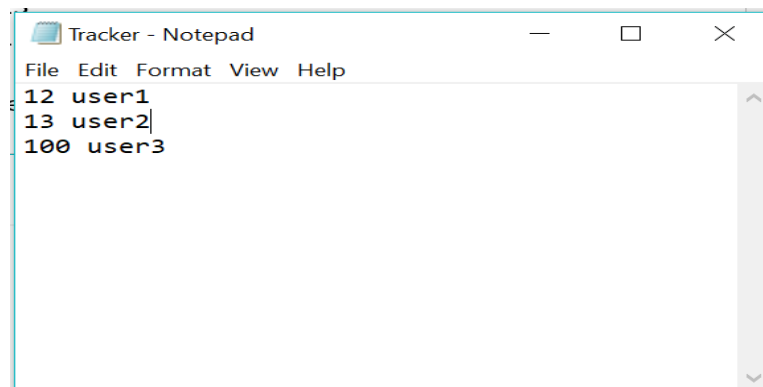 Tracker - Notepad
File Edit Format View Help
12 user1
13 user2
100 user3